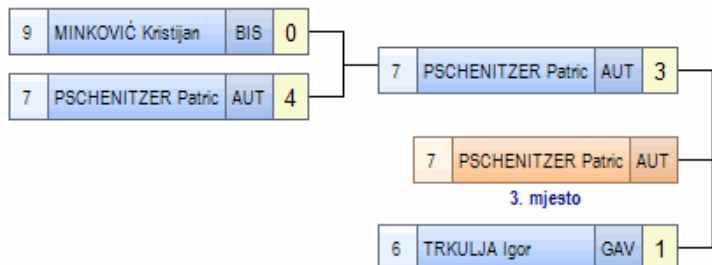 9 MINKOVIĆ Kristijan BIS 0
7 PSCHENITZER Patric AUT 4
7 PSCHENITZER Patric AUT 3
7 PSCHENITZER Patric AUT
3. mjesto
6 TRKULJA Igor GAV 1